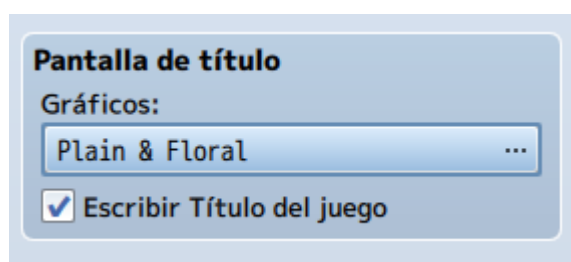 Pantalla de título
Gráficos:
Plain & Floral ...
Escribir Título del juego